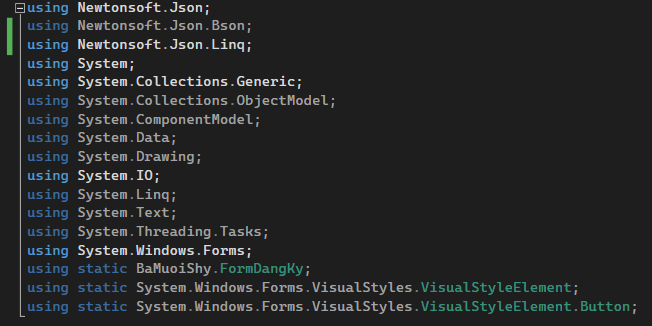 using Newtonsoft.Json;
using Newtonsoft.Json.Bson;
using Newtonsoft.Json.Linq;
using System;
using System.Collections.Generic;
using System.Collections.ObjectModel;
using System.ComponentModel;
using System.Data;
using System.Drawing;
using System.IO;
using System.Linq;
using System.Text;
using System.Threading.Tasks;
using System.Windows.Forms;
using static BaMuoiShy.FormDangKy;
using static System.Windows.Forms.VisualStyles.VisualStyleElement;
using static System.Windows.Forms.VisualStyles.VisualStyleElement.Button;